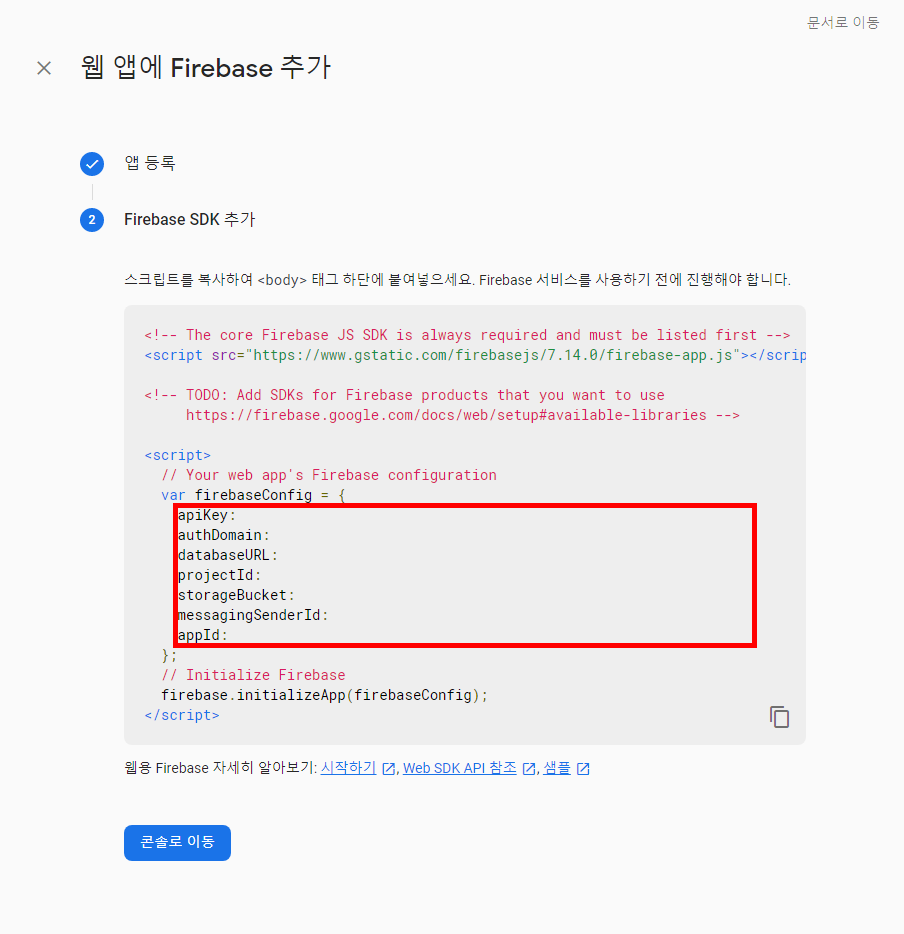 문서로 이동
웹 앱에 Firebase 추가
앱 등록
2 Firebase SDK 추가
스크립트를 복사하여 <body> 태그 하단에 붙여넣으세요. Firebase 서비스를 사용하기 전에 진행해야 합니다.
<!-- The core Firebase JS SDK is always required and must be listed first -->
<script src="https://www.gstatic.com/firebasejs/7.14.0/firebase-app.js"></scrip
<!-- TODO: Add SDKs for Firebase products that you want to use
https://firebase.google.com/docs/web/setup#available-libraries -->
<script>
// Your web app's Firebase configuration
var firebaseConfig = {
apiKey:
authDomain:
databaseURL:
projectId:
storageBucket:
messagingSenderId:
appId:
};
// Initialize Firebase
firebase.initializeApp(firebaseConfig);
</script>
웹용 Firebase 자세히 알아보기: 시작하기, Web SDK API 참조, 샘플
콘솔로 이동